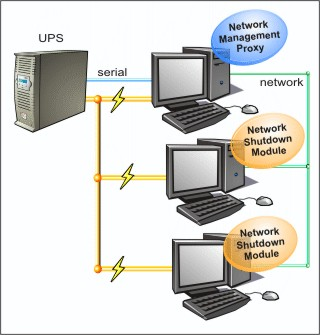 Network
Management
Proxy
UPS
serial
network
Network
Shutdown
Module
Network
Shutdown
Module